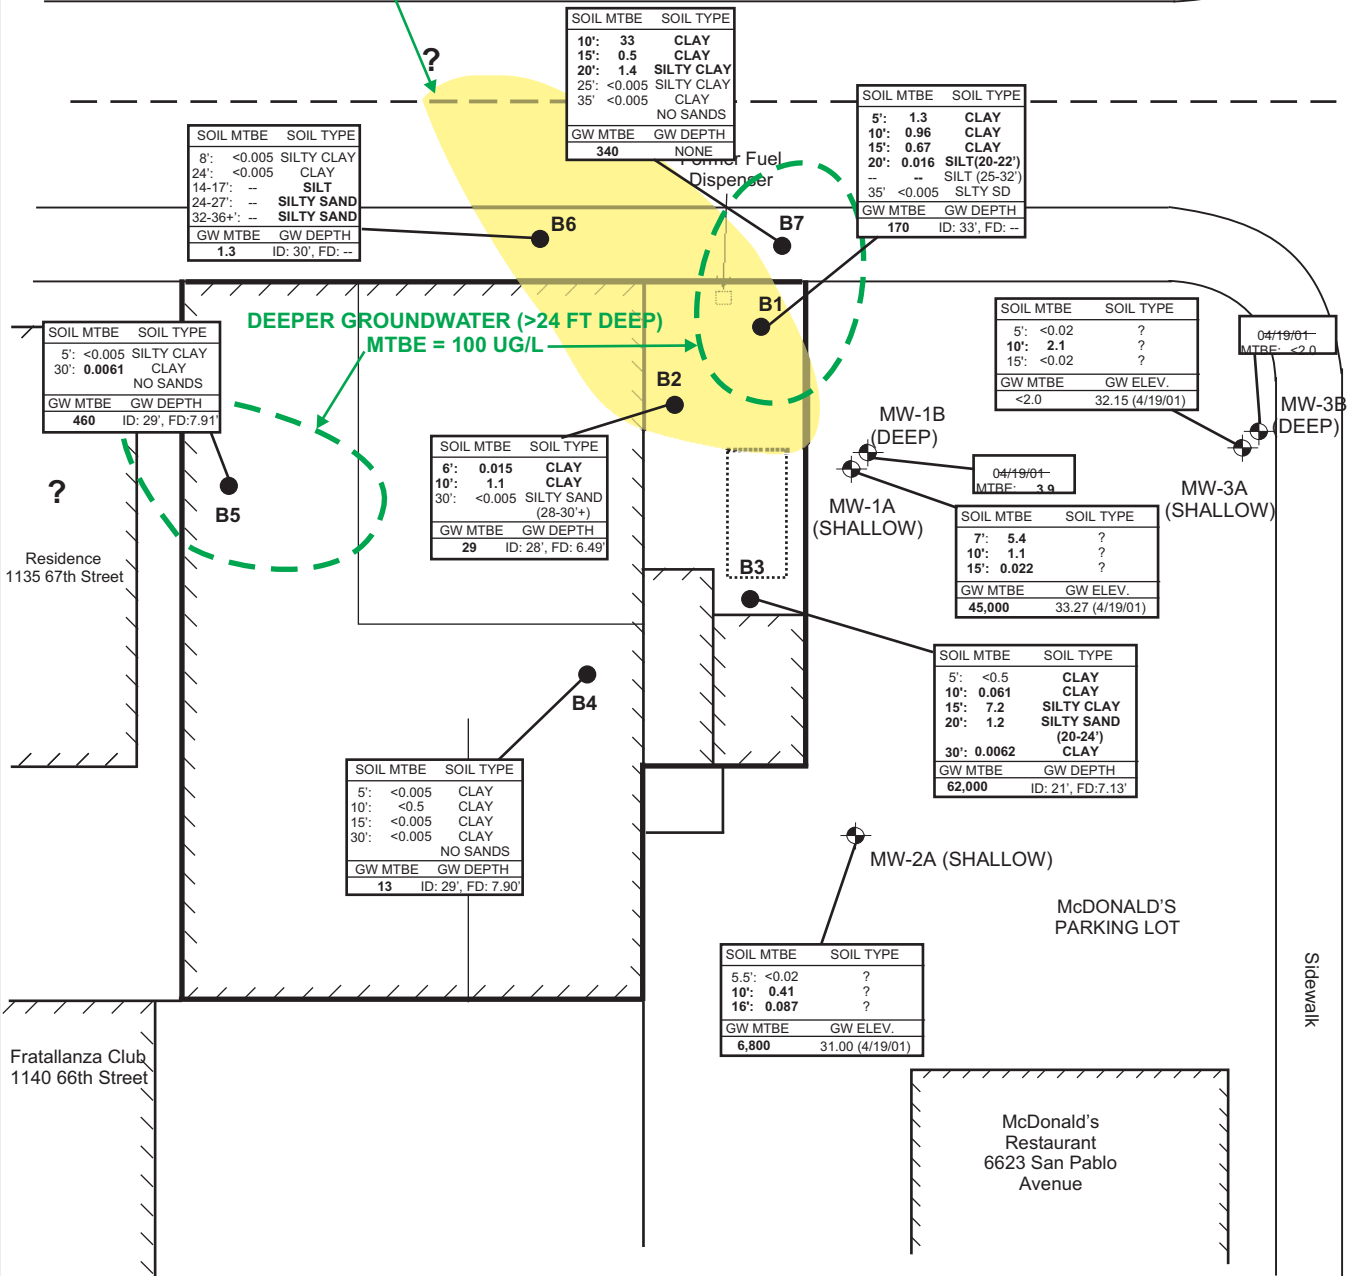 ?
SOIL MTBE SOIL TYPE
10': 33 CLAY
15': 0.5 CLAY
20': 1.4 SILTY CLAY
25': <0.005 SILTY CLAY
35' <0.005 CLAY
NO SANDS
GW MTBE GW DEPTH
340 NONE
Former Fuel
Dispenser
SOIL MTBE SOIL TYPE
5': 1.3 CLAY
10': 0.96 CLAY
15': 0.67 CLAY
20': 0.016 SILT(20-22')
-- -- SILT (25-32')
35' <0.005 SLTY SD
GW MTBE GW DEPTH
170 ID: 33', FD: --
SOIL MTBE SOIL TYPE
8': <0.005 SILTY CLAY
24': <0.005 CLAY
14-17': -- SILT
24-27': -- SILTY SAND
32-36+': -- SILTY SAND
GW MTBE GW DEPTH
1.3 ID: 30', FD: --
B6
B7
B1
DEEPER GROUNDWATER (>24 FT DEEP)
MTBE = 100 UG/L
SOIL MTBE SOIL TYPE
5': <0.005 SILTY CLAY
30': 0.0061 CLAY
NO SANDS
GW MTBE GW DEPTH
460 ID: 29', FD:7.91'
SOIL MTBE SOIL TYPE
5': <0.02 ?
10': 2.1 ?
15': <0.02 ?
GW MTBE GW ELEV.
<2.0 32.15 (4/19/01)
04/19/01
MTBE: <2.0
B2
MW-1B
(DEEP)
MW-3B
(DEEP)
SOIL MTBE SOIL TYPE
6': 0.015 CLAY
10': 1.1 CLAY
30': <0.005 SILTY SAND
(28-30'+)
GW MTBE GW DEPTH
29 ID: 28', FD: 6.49'
04/19/01
MTBE: 3.9
MW-1A
(SHALLOW)
MW-3A
(SHALLOW)
?
B5
SOIL MTBE SOIL TYPE
7': 5.4 ?
10': 1.1 ?
15': 0.022 ?
GW MTBE GW ELEV.
45,000 33.27 (4/19/01)
Residence
1135 67th Street
B3
SOIL MTBE SOIL TYPE
5': <0.5 CLAY
10': 0.061 CLAY
15': 7.2 SILTY CLAY
20': 1.2 SILTY SAND
(20-24')
30': 0.0062 CLAY
GW MTBE GW DEPTH
62,000 ID: 21', FD:7.13'
B4
SOIL MTBE SOIL TYPE
5': <0.005 CLAY
10': <0.5 CLAY
15': <0.005 CLAY
30': <0.005 CLAY
NO SANDS
GW MTBE GW DEPTH
13 ID: 29', FD: 7.90'
MW-2A (SHALLOW)
McDONALD'S
PARKING LOT
SOIL MTBE SOIL TYPE
5.5': <0.02 ?
10': 0.41 ?
16': 0.087 ?
GW MTBE GW ELEV.
6,800 31.00 (4/19/01)
Sidewalk
Fratallanza Club
1140 66th Street
McDonald's
Restaurant
6623 San Pablo
Avenue